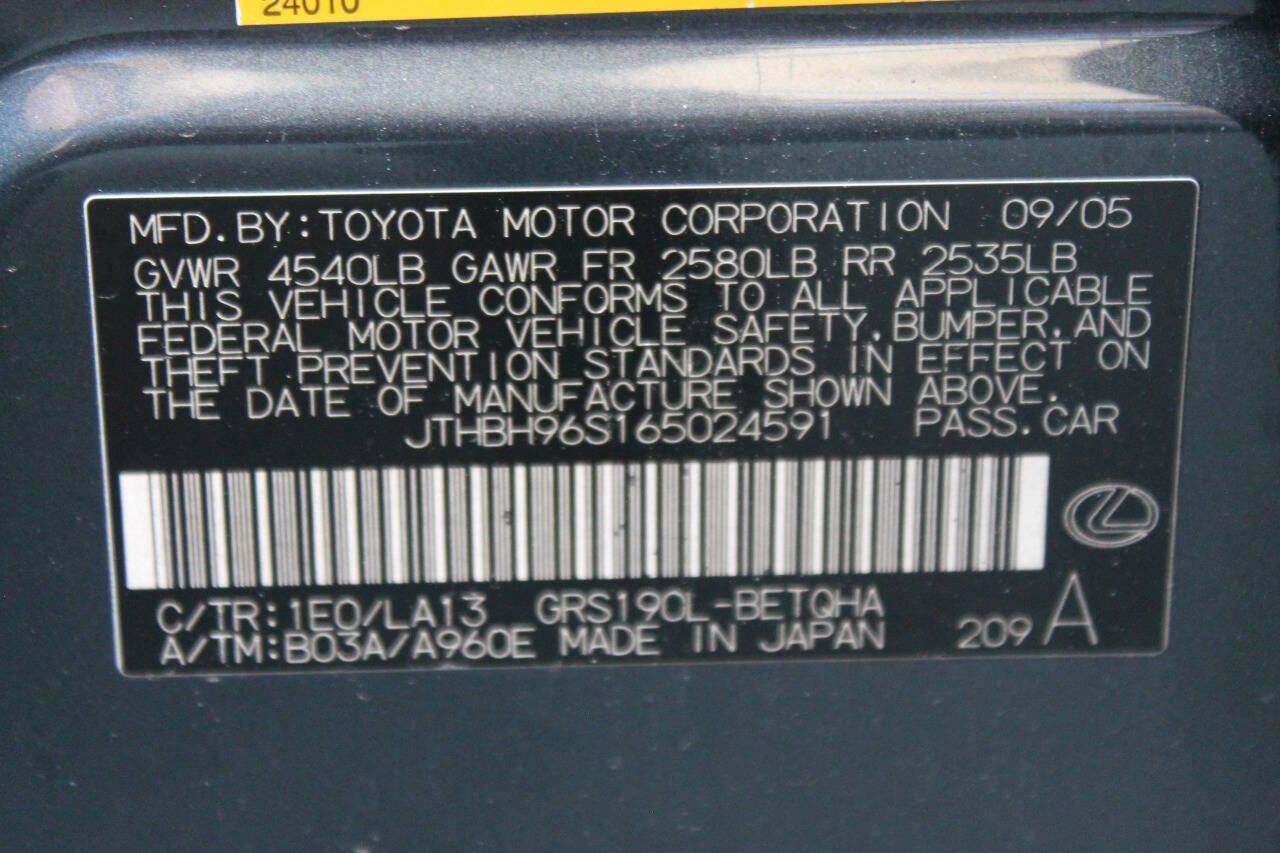 24010
MFD.BY:TOYOTA MOTOR CORPORATION 09/05
GVWR 4540LB GAWR FR 2580LB RR 2535LB
THIS VEHICLE CONFORMS TO ALL APPLICABLE
FEDERAL MOTOR VEHICLE SAFETY,BUMPER,AND
THEFT PREVENTION STANDARDS IN EFFECT ON
THE DATE OF MANUFACTURE SHOWN ABOVE.
JTHBH96S165024591 PASS.CAR
C/TR:1E0/LA13 GRS190L-BETQHA
A/TM:B03A/A960E MADE IN JAPAN 209 A